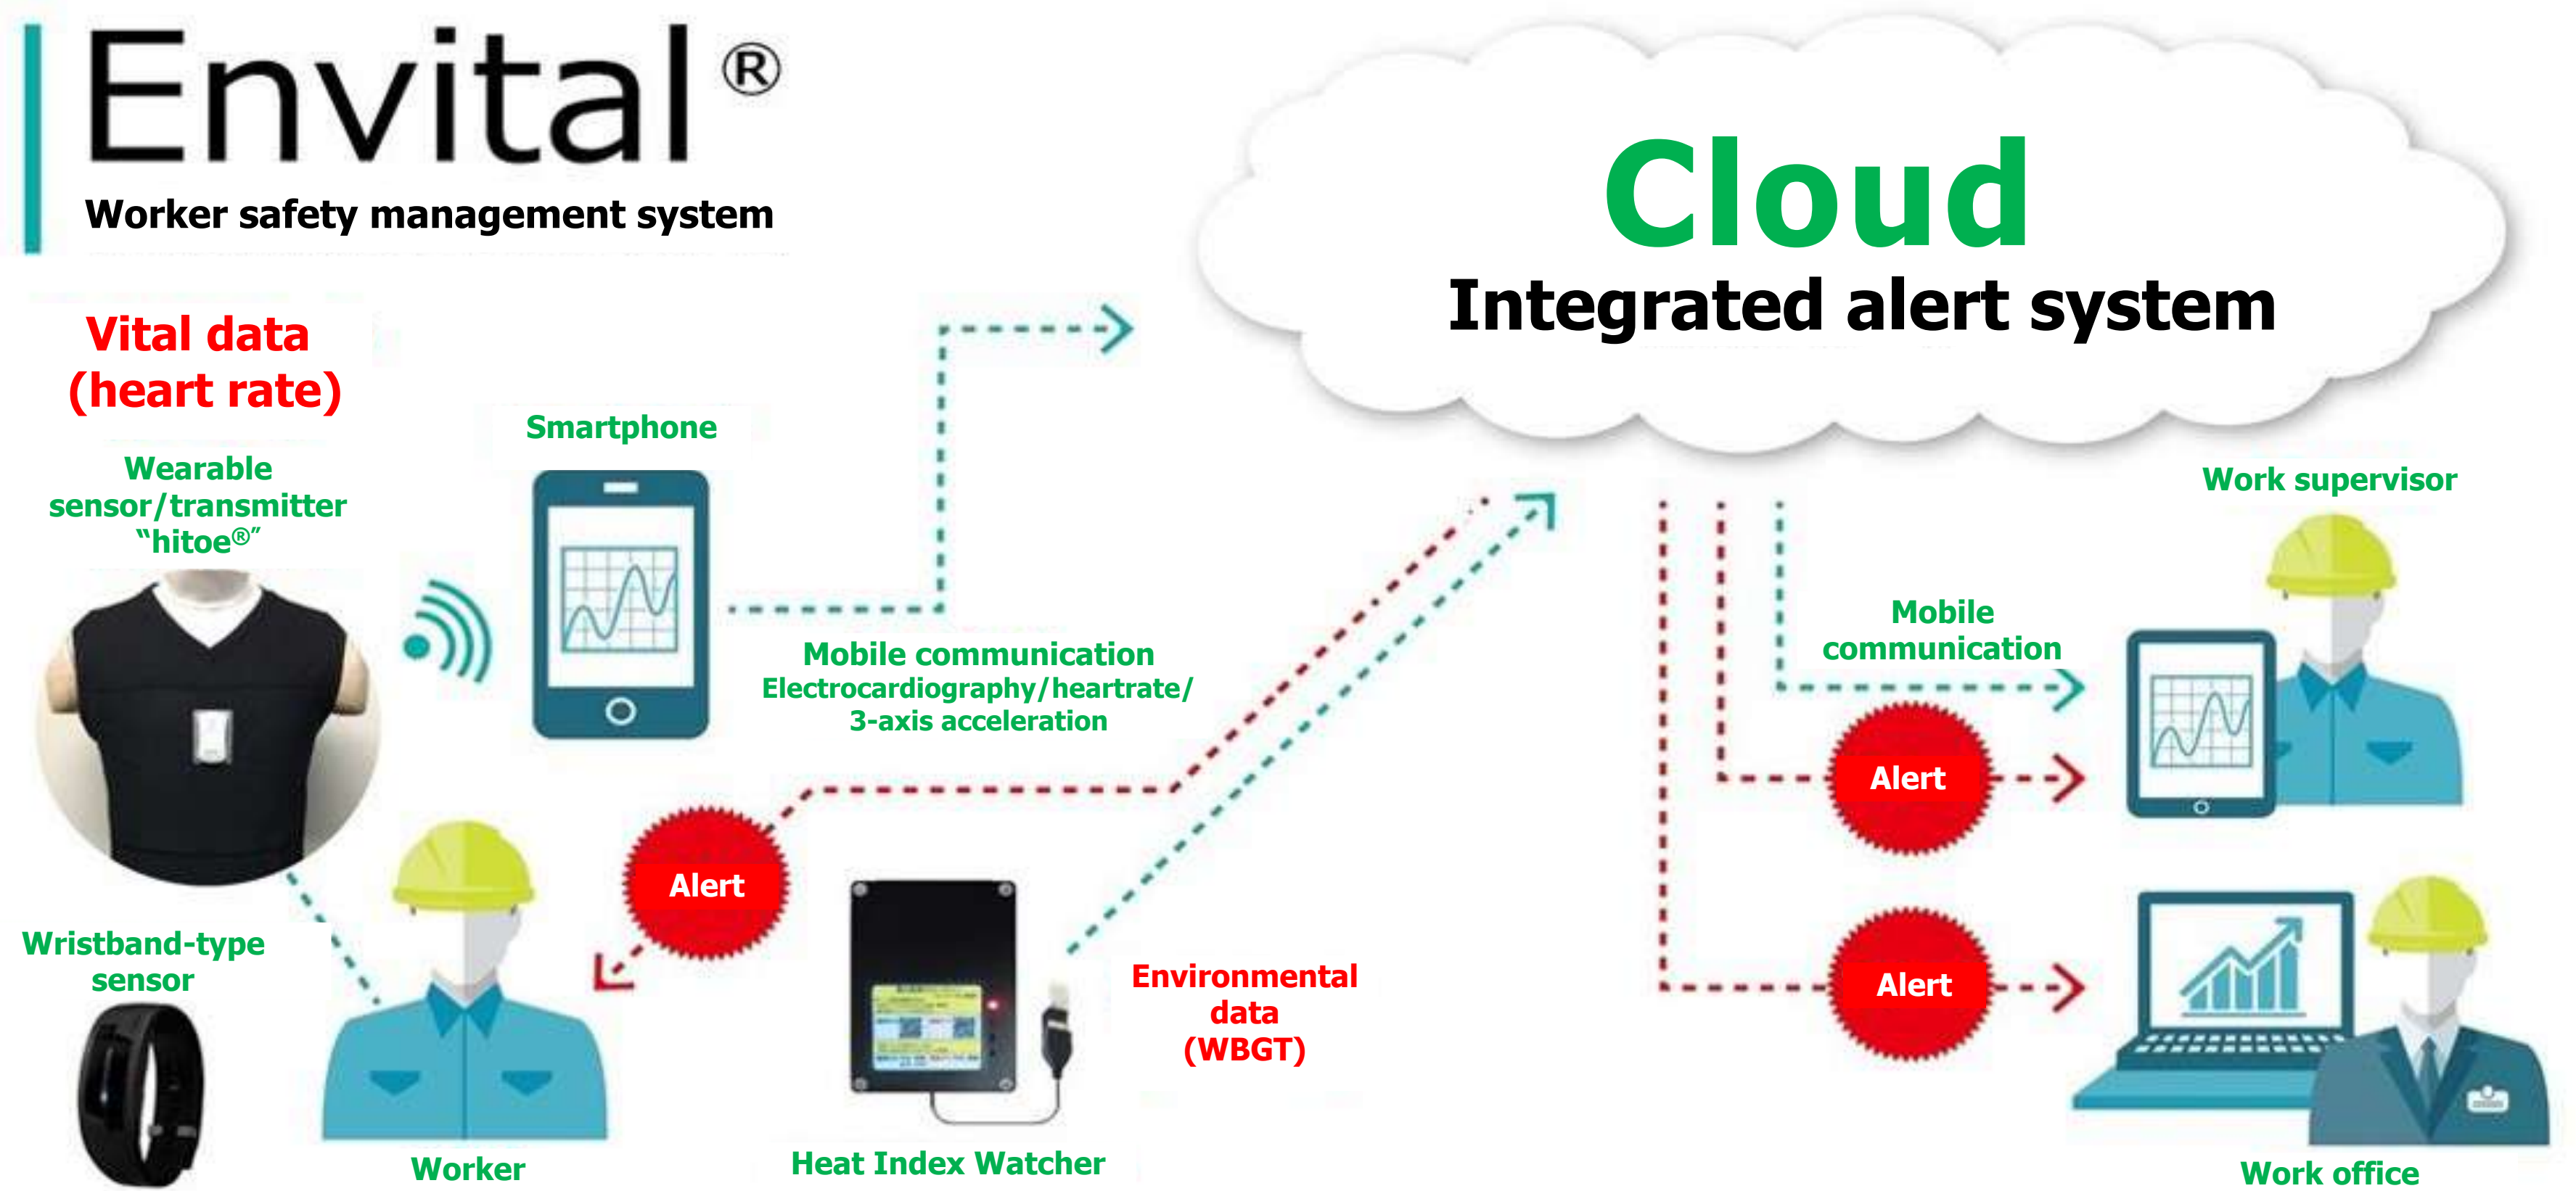 Envital®
Worker safety management system
Cloud
Integrated alert system
Vital data
(heart rate)
Wearable
sensor/transmitter
“hitoe®”
Smartphone
Mobile communication
Electrocardiography/heartrate/
3-axis acceleration
Work supervisor
Mobile
communication
Alert
Alert
Wristband-type
sensor
Environmental
data
(WBGT)
Alert
Worker
Heat Index Watcher
Work office